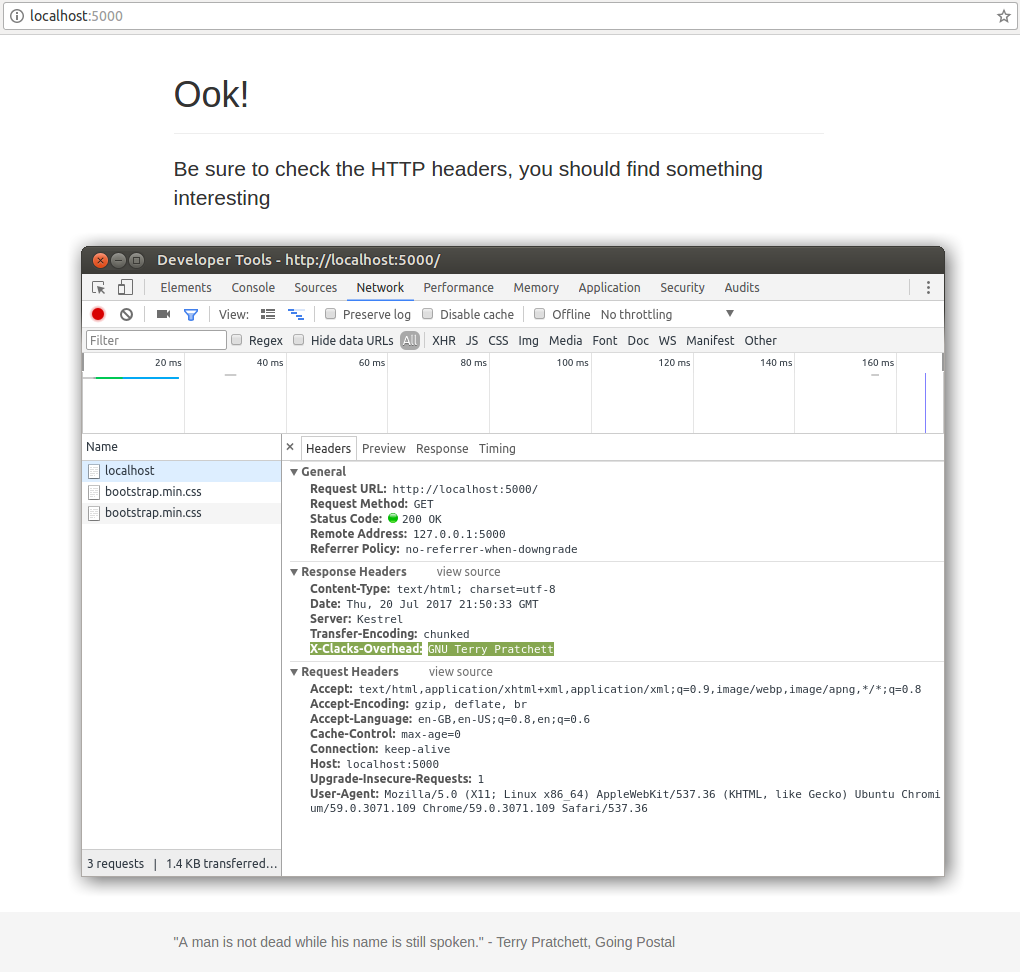 localhost:5000
Ook!
Be sure to check the HTTP headers, you should find something
interesting
Developer Tools - http://localhost:5000/
Elements Console Sources Network Performance Memory Application Security Audits
View: Preserve log Disable cache Offline No throttling
Filter Regex Hide data URLs All XHR JS CSS Img Media Font Doc WS Manifest Other
20 ms 40 ms 60 ms 80 ms 100 ms 120 ms 140 ms 160 ms
Name
localhost
bootstrap.min.css
bootstrap.min.css
3 requests | 1.4 KB transferred...
× Headers Preview Response Timing
General
Request URL: http://localhost:5000/
Request Method: GET
Status Code: 200 OK
Remote Address: 127.0.0.1:5000
Referrer Policy: no-referrer-when-downgrade
Response Headers view source
Content-Type: text/html; charset=utf-8
Date: Thu, 20 Jul 2017 21:50:33 GMT
Server: Kestrel
Transfer-Encoding: chunked
X-Clacks-Overhead: GNU Terry Pratchett
Request Headers view source
Accept: text/html,application/xhtml+xml,application/xml;q=0.9,image/webp,image/apng,*/*;q=0.8
Accept-Encoding: gzip, deflate, br
Accept-Language: en-GB,en-US;q=0.8,en;q=0.6
Cache-Control: max-age=0
Connection: keep-alive
Host: localhost:5000
Upgrade-Insecure-Requests: 1
User-Agent: Mozilla/5.0 (X11; Linux x86_64) AppleWebKit/537.36 (KHTML, like Gecko) Ubuntu Chromi
um/59.0.3071.109 Chrome/59.0.3071.109 Safari/537.36
"A man is not dead while his name is still spoken." - Terry Pratchett, Going Postal